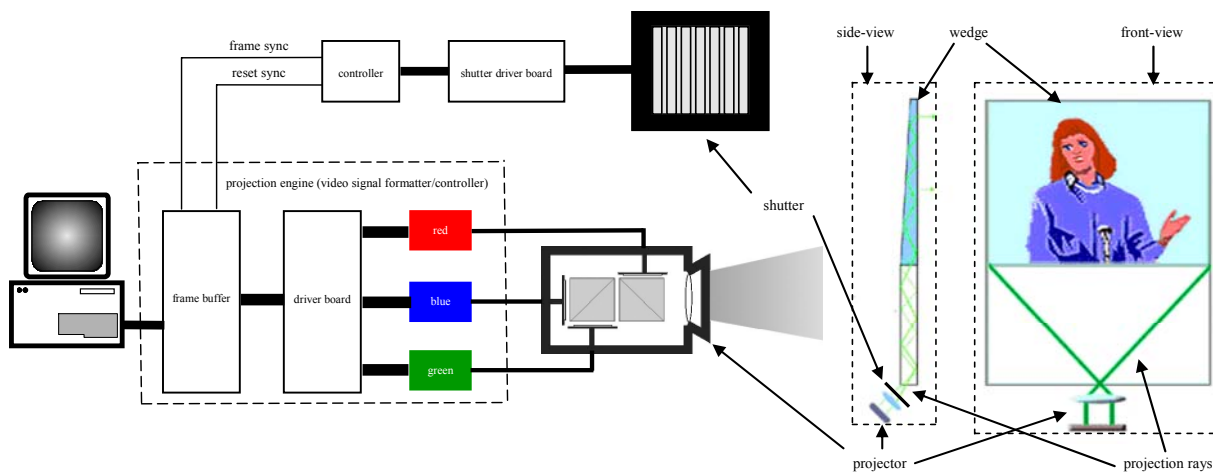 frame sync
reset sync
controller
shutter driver board
side-view
wedge
front-view
projection engine (video signal formatter/controller)
shutter
red
frame buffer
driver board
blue
green
projector
projection rays